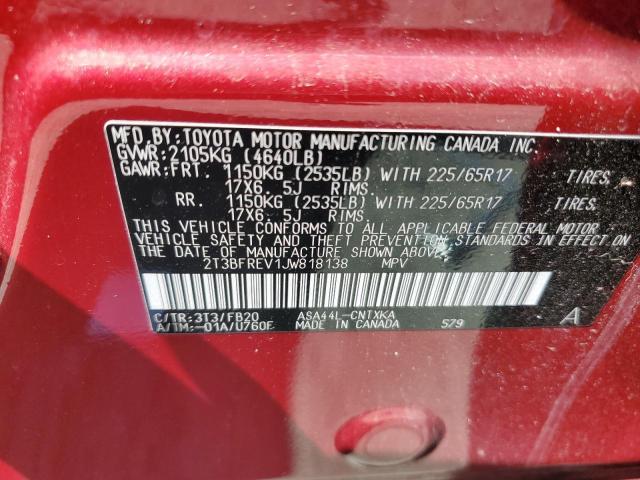 MFD. BY: TOYOTA MOTOR MANUFACTURING CANADA INC.
GVWR: 2105KG (4640LB)
GAWR: FRT. 1150KG (2535LB) WITH 225/65R17 TIRES,
17X6. 5J RIMS.
RR. 1150KG (2535LB) WITH 225/65R17 TIRES,
17X6. 5J RIMS.
THIS VEHICLE CONFORMS TO ALL APPLICABLE FEDERAL MOTOR
VEHICLE SAFETY AND THEFT PREVENTION STANDARDS IN EFFECT ON
THE DATE OF MANUFACTURE SHOWN ABOVE.
2T3BFREV1JW818138 MPV
C/TR: 3T3/FB20 ASA44L-CNTXKA A
A/TM:-01A/U760F MADE IN CANADA 579